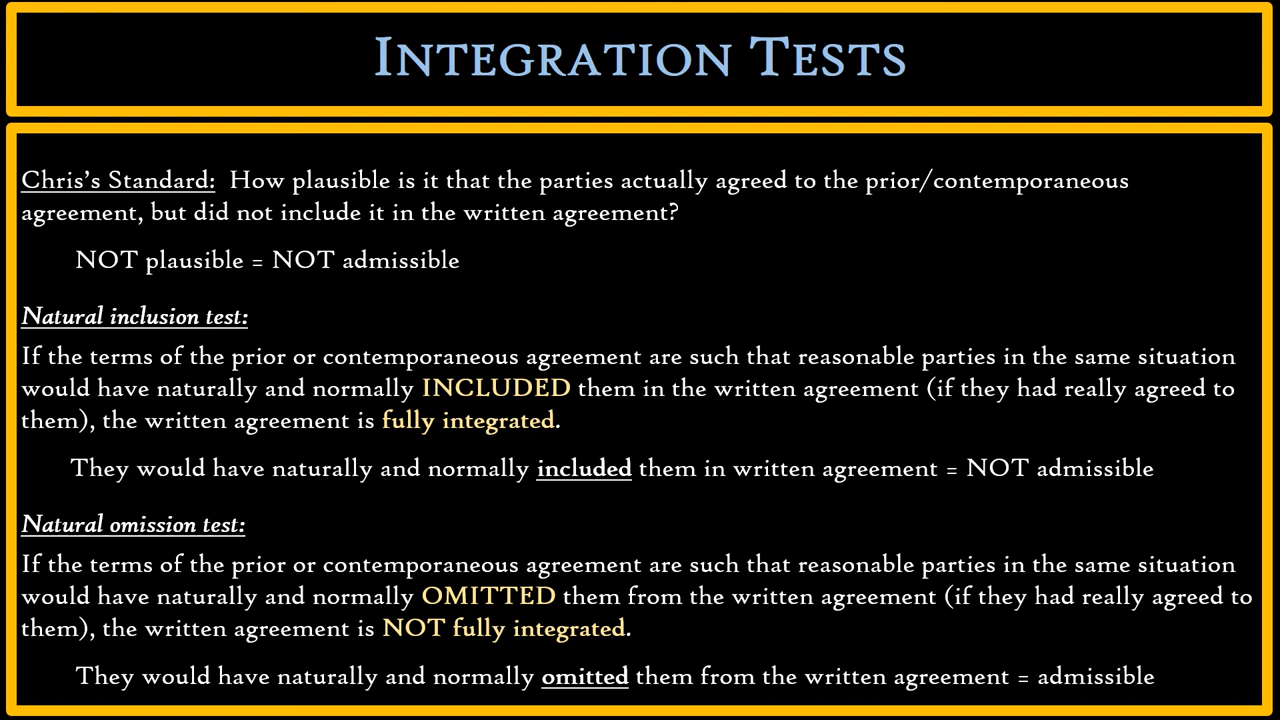 Integration Tests
Chris's Standard: How plausible is it that the parties actually agreed to the prior/contemporaneous
agreement, but did not include it in the written agreement?
NOT plausible = NOT admissible
Natural inclusion test:
If the terms of the prior or contemporaneous agreement are such that reasonable parties in the same situation
would have naturally and normally INCLUDED them in the written agreement (if they had really agreed to
them), the written agreement is fully integrated.
They would have naturally and normally included them in written agreement = NOT admissible
Natural omission test:
If the terms of the prior or contemporaneous agreement are such that reasonable parties in the same situation
would have naturally and normally OMITTED them from the written agreement (if they had really agreed to
them), the written agreement is NOT fully integrated.
They would have naturally and normally omitted them from the written agreement = admissible